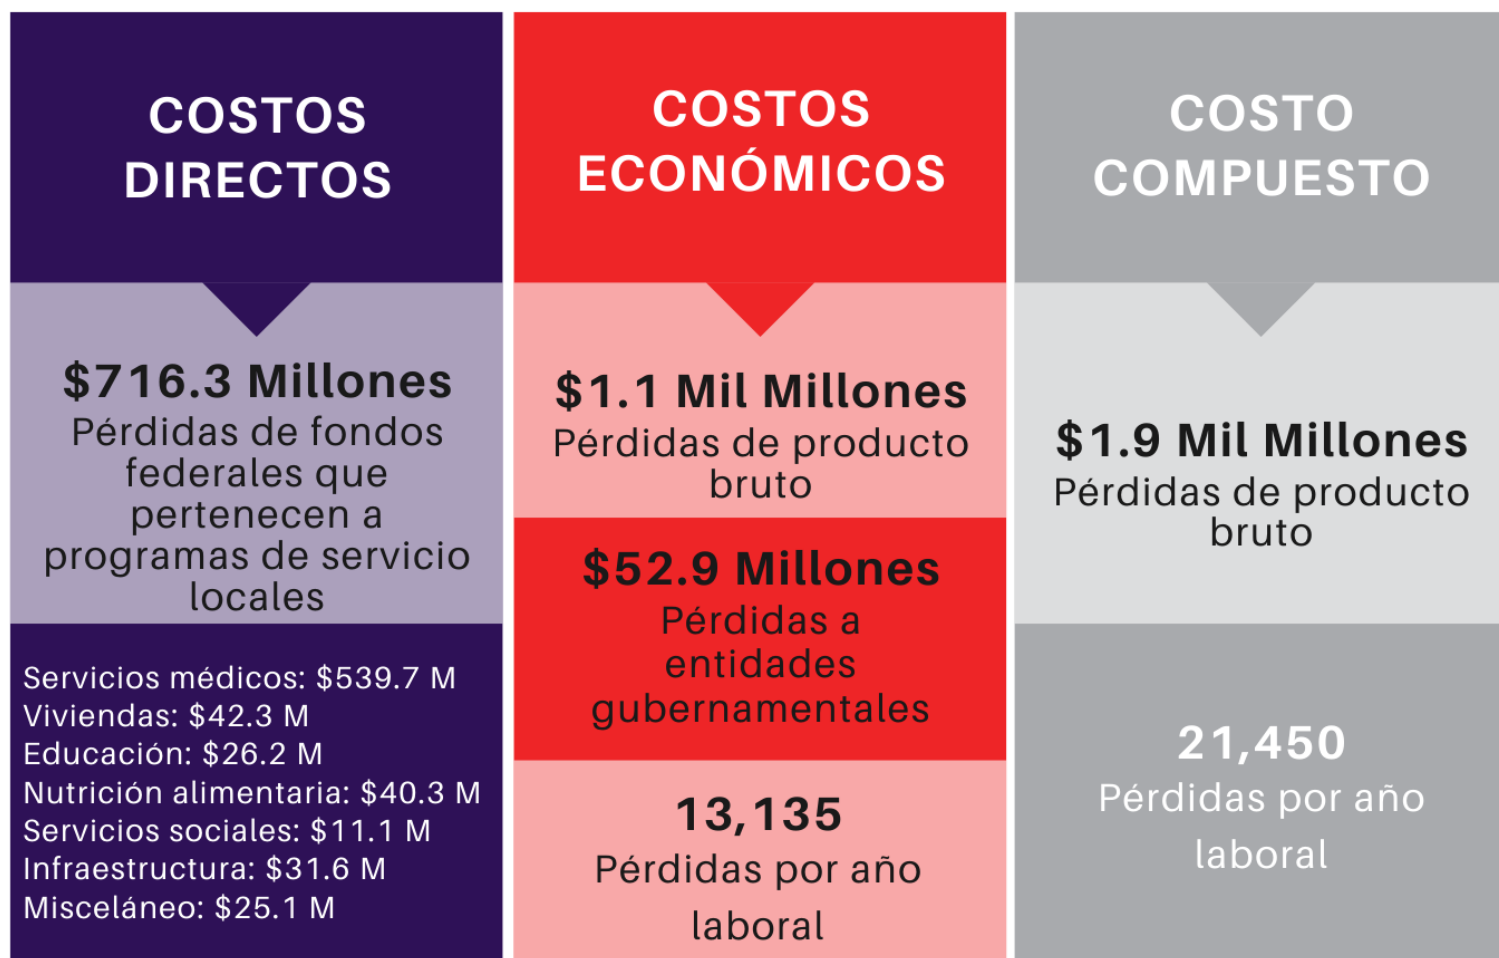 COSTOS
DIRECTOS
$716.3 Millones
Pérdidas de fondos
federales que
pertenecen a
programas de servicio
locales
Servicios médicos: $539.7 M
Viviendas: $42.3 M
Educación: $26.2 M
Nutrición alimentaria: $40.3 M
Servicios sociales: $11.1 M
Infraestructura: $31.6 M
Misceláneo: $25.1 M
COSTOS
ECONÓMICOS
$1.1 Mil Millones
Pérdidas de producto
bruto
$52.9 Millones
Pérdidas a
entidades
gubernamentales
13,135
Pérdidas por año
laboral
COSTO
COMPUESTO
$1.9 Mil Millones
Pérdidas de producto
bruto
21,450
Pérdidas por año
laboral